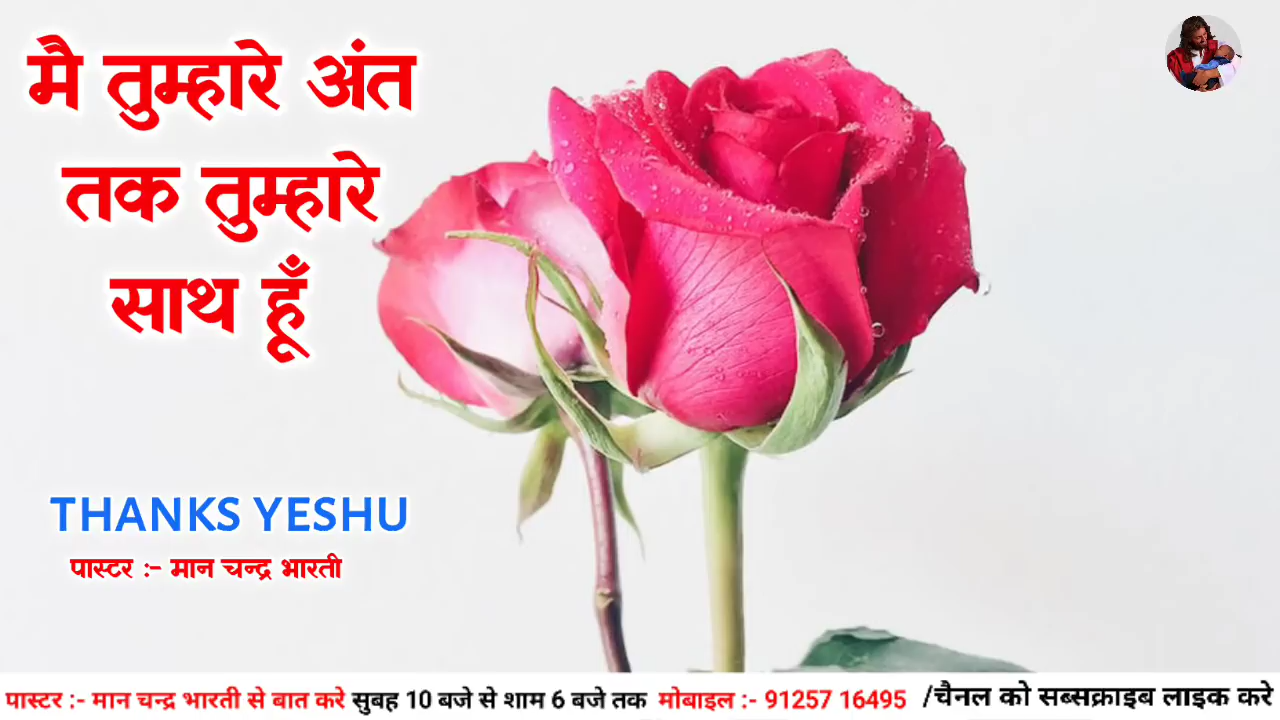 मै तुम्हारे अंत
तक तुम्हारे
साथ हूँ
THANKS YESHU
पास्टर :- मान चन्द्र भारती
पास्टर :- मान चन्द्र भारती से बात करे सुबह 10 बजे से शाम 6 बजे तक मोबाइल :- 91257 16495 /चैनल को सब्सक्राइब लाइक करे